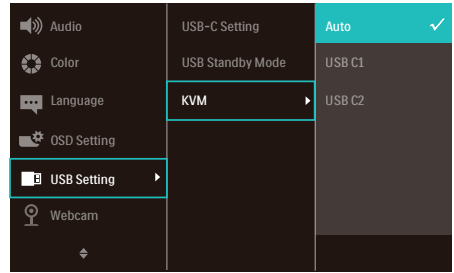 Audio
Color
Language
OSD Setting
USB Setting
Webcam
USB-C Setting
USB Standby Mode
KVM
Auto
USB C1
USB C2